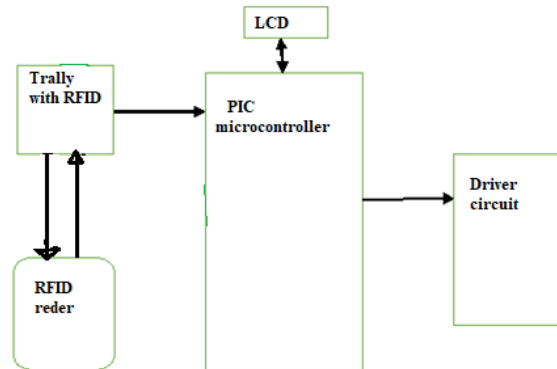 LCD
Trally
with RFID
PIC
microcontroller
Driver
circuit
RFID
reder